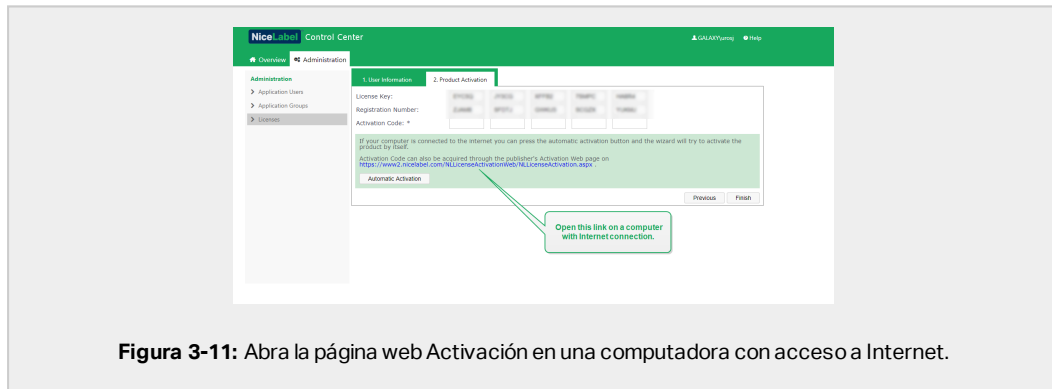 NiceLabel Control Center
GALAXY\jmraj Help
Overview Administration
Administration
1. User Information 2. Product Activation
Application Users
Application Groups
Licenses
License Key:
Registration Number:
Activation Code: *
If your computer is connected to the internet you can press the automatic activation button and the wizard will try to activate the
product by itself.
Activation Code can also be acquired through the publisher's Activation Web page on
https://www2.nicelabel.com/NLLicenseActivationWeb/NLLicenseActivation.aspx .
Automatic Activation
Previous Finish
Open this link on a computer
with Internet connection.
Figura 3-11: Abra la página web Activación en una computadora con acceso a Internet.